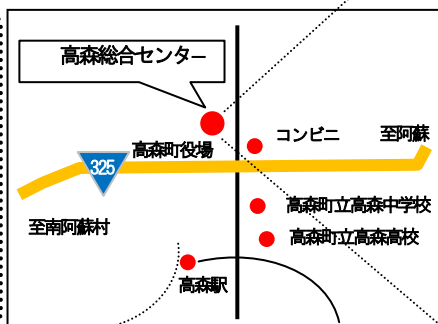 高森総合センター
コンビニ
至阿蘇
高森町役場
325
高森町立高森中学校
至南阿蘇村
高森町立高森高校
高森駅